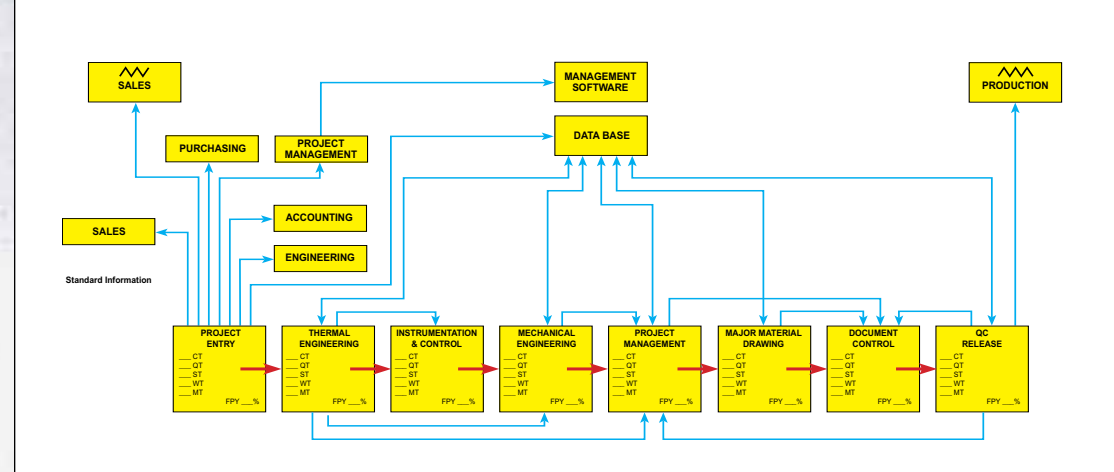 SALES
MANAGEMENT
SOFTWARE
PRODUCTION
DATA BASE
PURCHASING
PROJECT
MANAGEMENT
ACCOUNTING
SALES
ENGINEERING
Standard Information
PROJECT
ENTRY
___ CT
___ QT
___ ST
___ WT
___ MT
FPY ___%
THERMAL
ENGINEERING
___ CT
___ QT
___ ST
___ WT
___ MT
FPY ___%
INSTRUMENTATION
& CONTROL
___ CT
___ QT
___ ST
___ WT
___ MT
FPY ___%
MECHANICAL
ENGINEERING
___ CT
___ QT
___ ST
___ WT
___ MT
FPY ___%
PROJECT
MANAGEMENT
___ CT
___ QT
___ ST
___ WT
___ MT
FPY ___%
MAJOR MATERIAL
DRAWING
___ CT
___ QT
___ ST
___ WT
___ MT
FPY ___%
DOCUMENT
CONTROL
___ CT
___ QT
___ ST
___ WT
___ MT
FPY ___%
QC
RELEASE
___ CT
___ QT
___ ST
___ WT
___ MT
FPY ___%